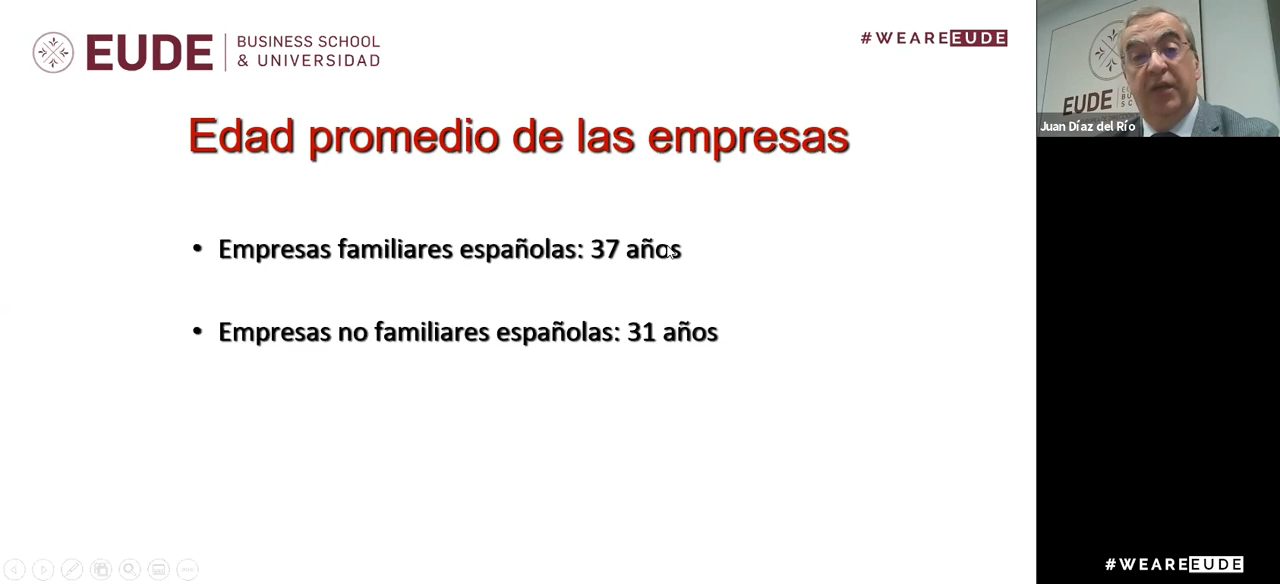 EUDE
BUSINESS SCHOOL
& UNIVERSIDAD
#WEAREEUDE
Edad promedio de las empresas
• Empresas familiares españolas: 37 años
• Empresas no familiares españolas: 31 años
EUDE
Juan Díaz del Río
#WEAREEUDE